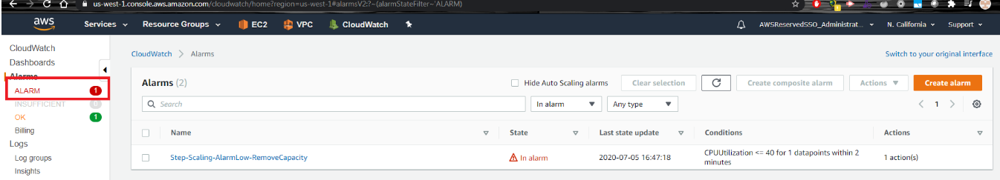 us-west-1.console.aws.amazon.com/cloudwatch/home?region=us-west-1#alarmsV2:?~(alarmStateFilter~'ALARM)
aws
Services
Resource Groups
EC2
VPC
CloudWatch
AWSReservedSSO_Administrat...
N. California
Support
CloudWatch
Dashboards
Alarms
ALARM 1
INSUFFICIENT 0
OK 1
Billing
Logs
Log groups
Insights
CloudWatch > Alarms
Switch to your original interface
Alarms (2)
Hide Auto Scaling alarms
Clear selection
Create composite alarm
Actions
Create alarm
Search
In alarm
Any type
< 1 >
Name
State
Last state update
Conditions
Actions
Step-Scaling-AlarmLow-RemoveCapacity
In alarm
2020-07-05 16:47:18
CPUUtilization <= 40 for 1 datapoints within 2
minutes
1 action(s)